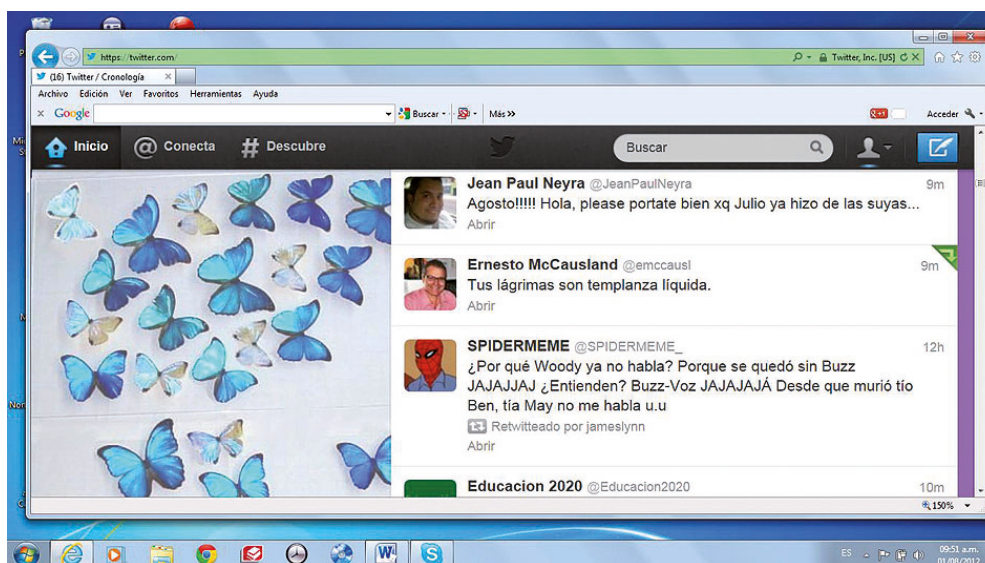 https://twitter.com/
Twitter, Inc. [US]
(16) Twitter / Cronología
Archivo Edición Ver Favoritos Herramientas Ayuda
Google
Buscar
Más >>
Acceder
Inicio
Conecta
Descubre
Buscar
Jean Paul Neyra @JeanPaulNeyra 9m
Agosto!!!!! Hola, please portate bien xq Julio ya hizo de las suyas...
Abrir
Ernesto McCausland @emccausl 9m
Tus lágrimas son templanza líquida.
Abrir
SPIDERMEME @SPIDERMEME_ 12h
¿Por qué Woody ya no habla? Porque se quedó sin Buzz
JAJAJJAJ ¿Entienden? Buzz-Voz JAJAJAJÁ Desde que murió tío
Ben, tía May no me habla u.u
Retwitteado por jameslynn
Abrir
Educacion 2020 @Educacion2020 10m
150%
ES
09:51 a.m.
01/08/2012